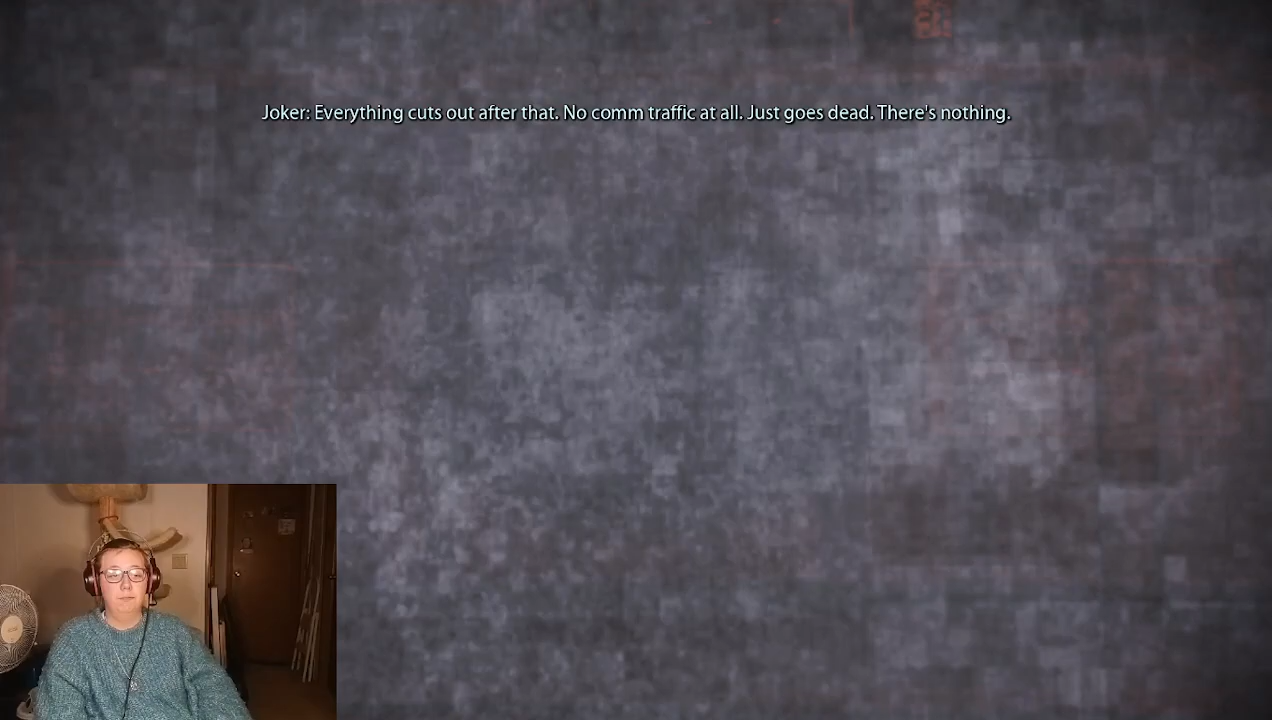 Joker: Everything cuts out after that. No comm traffic at all. Just goes dead. There's nothing.